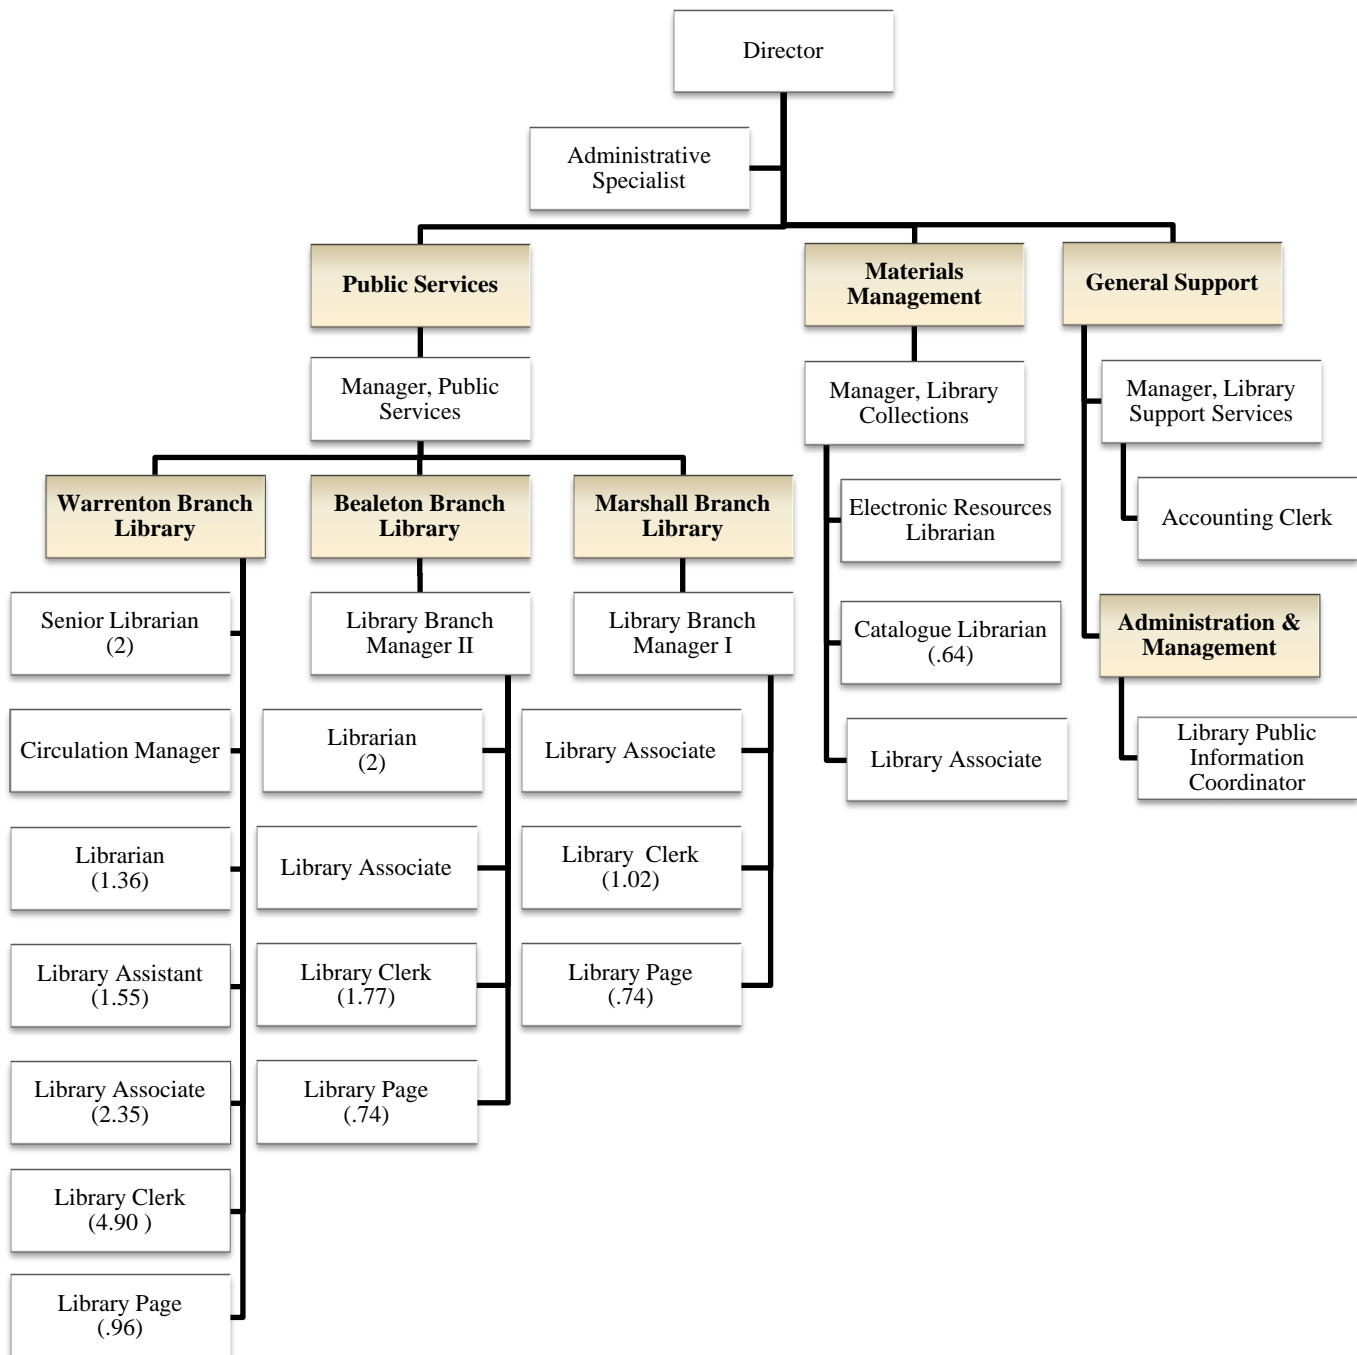 Director
Administrative
Specialist
Public Services
Materials
Management
General Support
Manager, Public
Services
Manager, Library
Collections
Manager, Library
Support Services
Warrenton Branch
Library
Bealeton Branch
Library
Marshall Branch
Library
Electronic Resources
Librarian
Accounting Clerk
Senior Librarian
(2)
Library Branch
Manager II
Library Branch
Manager I
Catalogue Librarian
(.64)
Administration &
Management
Circulation Manager
Librarian
(2)
Library Associate
Library Associate
Library Public
Information
Coordinator
Librarian
(1.36)
Library Associate
Library  Clerk
(1.02)
Library Assistant
(1.55)
Library Clerk
(1.77)
Library Page
(.74)
Library Associate
(2.35)
Library Page
(.74)
Library Clerk
(4.90 )
Library Page
(.96)